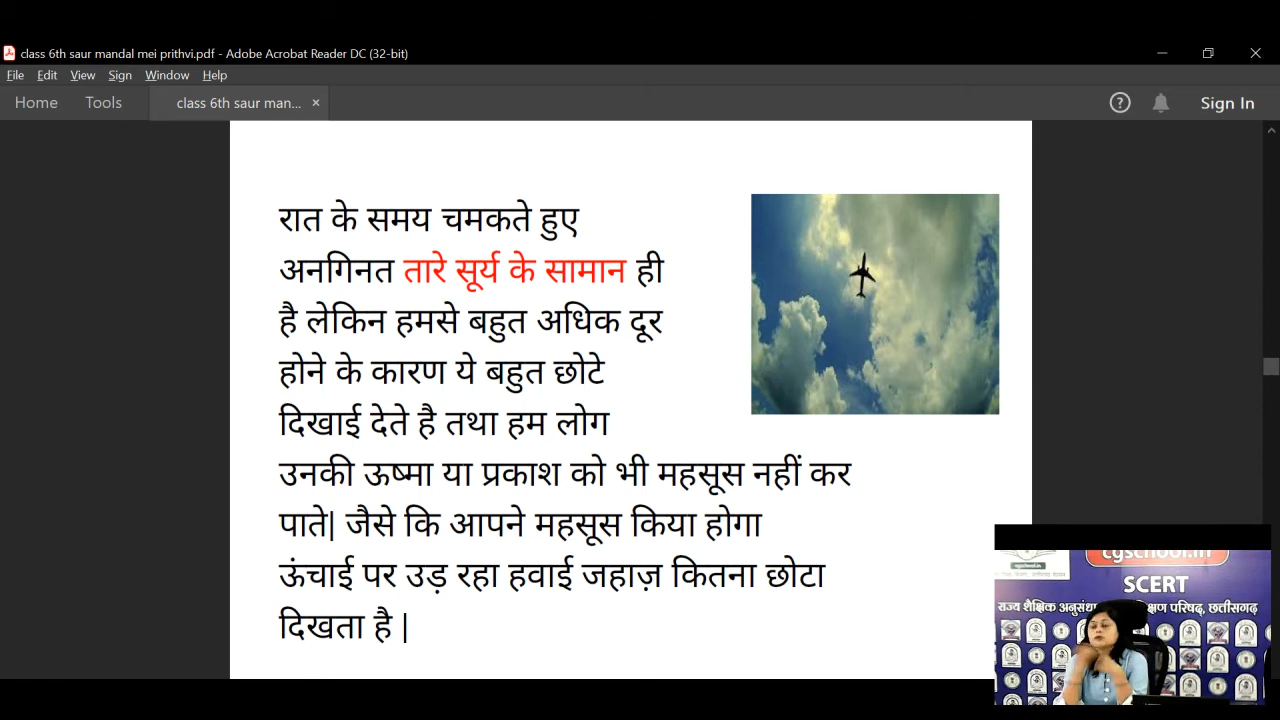 class 6th saur mandal mei prithvi.pdf - Adobe Acrobat Reader DC (32-bit)
File Edit View Sign Window Help
Home Tools class 6th saur man... × ? Sign In
रात के समय चमकते हुए
अनगिनत तारे सूर्य के सामान ही
है लेकिन हमसे बहुत अधिक दूर
होने के कारण ये बहुत छोटे
दिखाई देते है तथा हम लोग
उनकी ऊष्मा या प्रकाश को भी महसूस नहीं कर
पाते| जैसे कि आपने महसूस किया होगा
ऊंचाई पर उड़ रहा हवाई जहाज़ कितना छोटा
दिखता है |
cgschool.in
SCERT
राज्य शैक्षिक परिषद्, छत्तीसगढ़